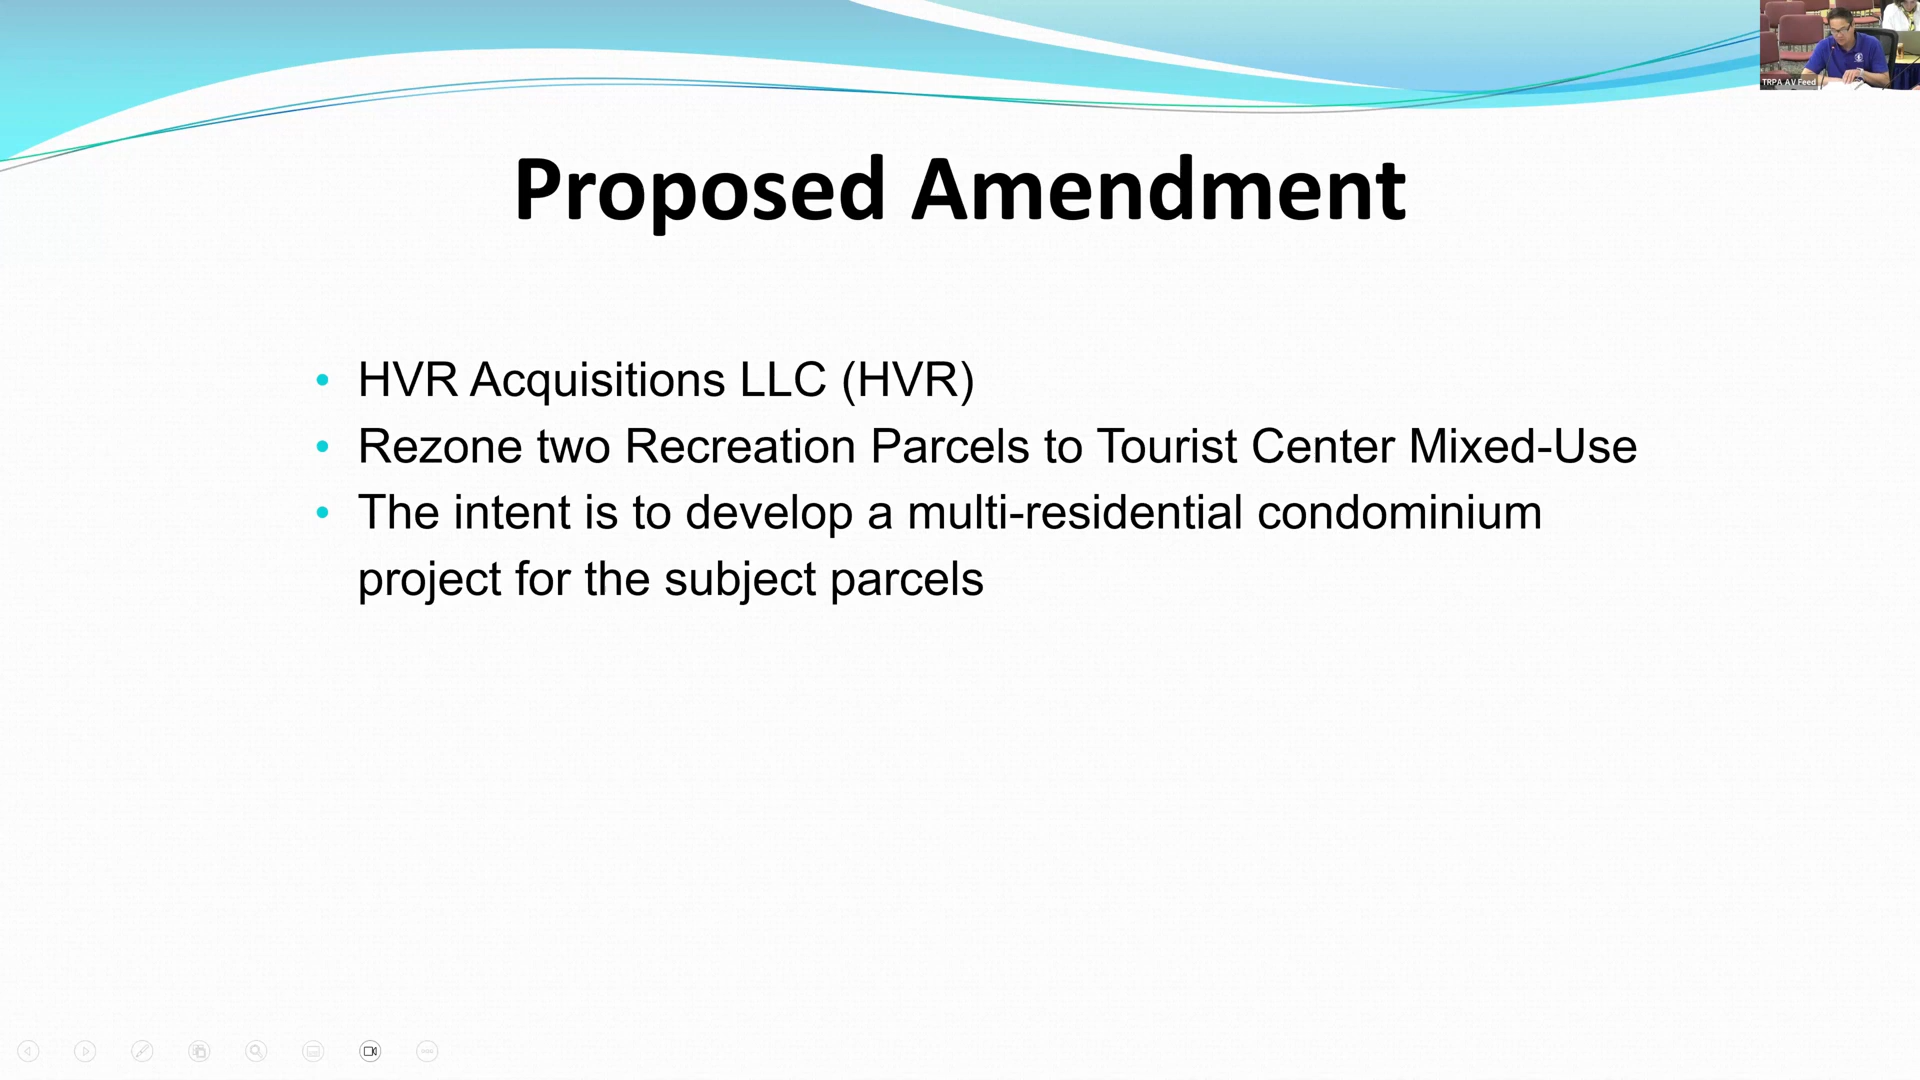 TRPA AV Feed
Proposed Amendment
• HVR Acquisitions LLC (HVR)
• Rezone two Recreation Parcels to Tourist Center Mixed-Use
• The intent is to develop a multi-residential condominium
project for the subject parcels